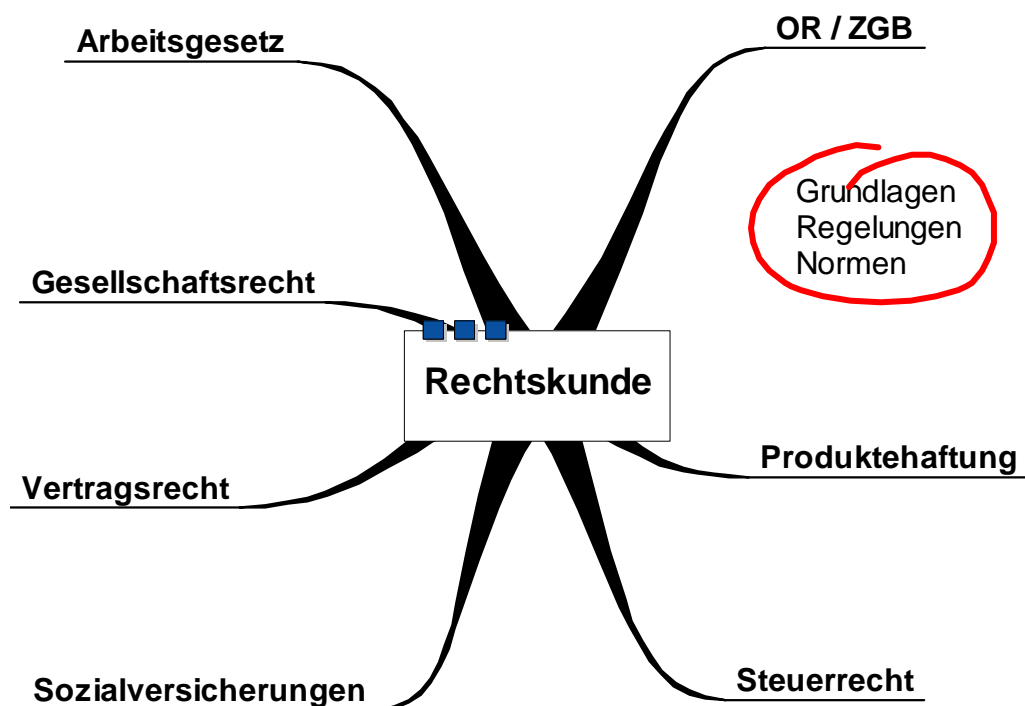 Arbeitsgesetz
OR / ZGB
Grundlagen
Regelungen
Normen
Gesellschaftsrecht
Rechtskunde
Produktehaftung
Vertragsrecht
Sozialversicherungen
Steuerrecht